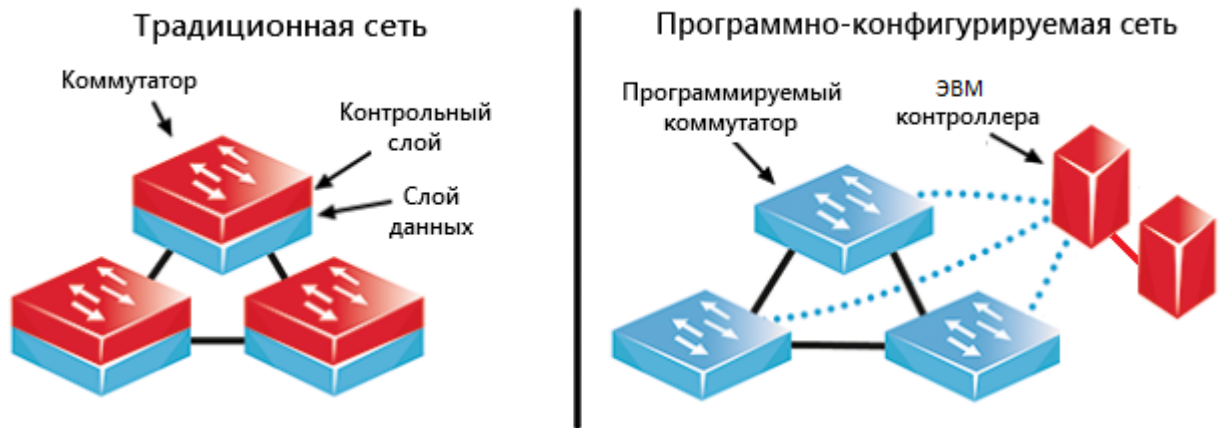 Традиционная сеть
Коммутатор
Контрольный
слой
Слой
данных
Программно-конфигурируемая сеть
Программируемый
коммутатор
ЭВМ
контроллера